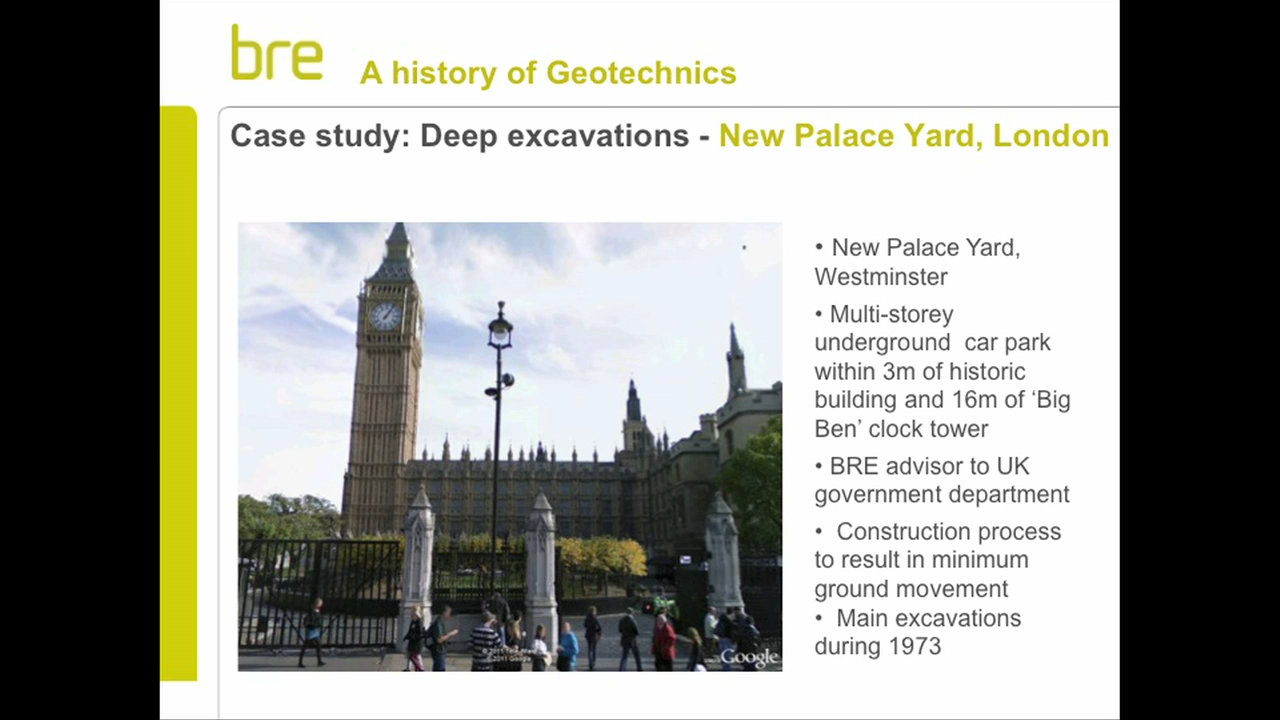 bre
A history of Geotechnics
Case study: Deep excavations - New Palace Yard, London
• New Palace Yard,
Westminster
• Multi-storey
underground car park
within 3m of historic
building and 16m of ‘Big
Ben’ clock tower
• BRE advisor to UK
government department
• Construction process
to result in minimum
ground movement
• Main excavations
during 1973
© 2011 Google
Google